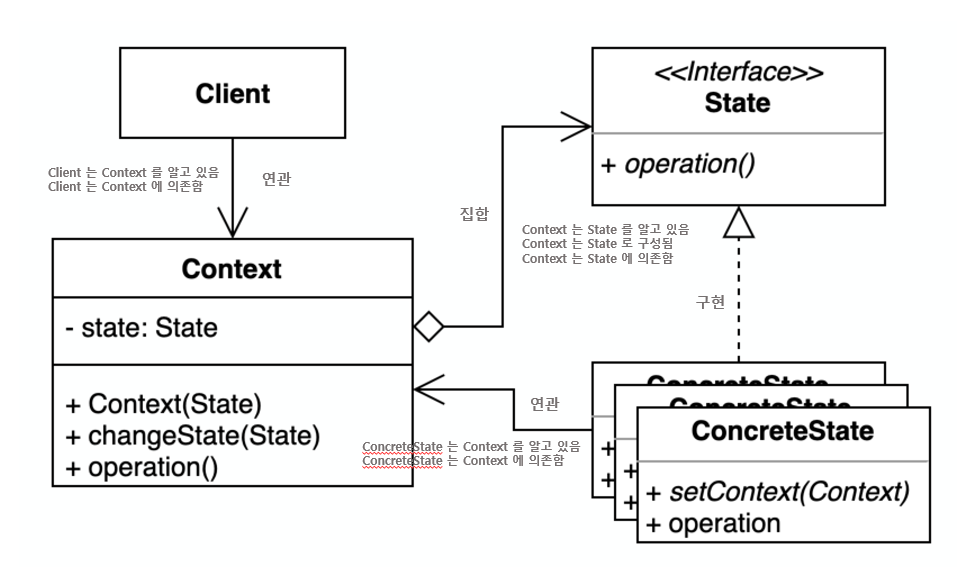 Client
<<Interface>>
State
+ operation()
Client 는 Context 를 알고 있음
Client 는 Context 에 의존함
연관
집합
Context 는 State 를 알고 있음
Context 는 State 로 구성됨
Context 는 State 에 의존함
Context
- state: State
+ Context(State)
+ changeState(State)
+ operation()
구현
연관
ConcreteState 는 Context 를 알고 있음
ConcreteState 는 Context 에 의존함
ConcreteState
ConcreteState
ConcreteState
+ setContext(Context)
+ operation
+
+
+
+